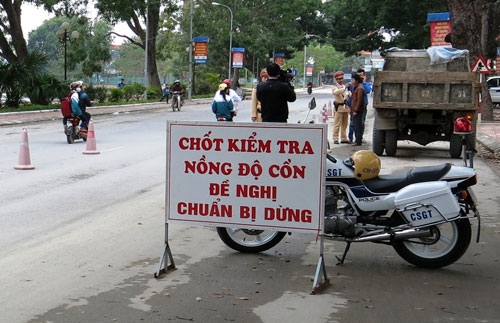 CHỐT KIỂM TRA
NỒNG ĐỘ CỒN
ĐỀ NGHỊ
CHUẨN BỊ DỪNG
CSGT
POLICE
CSGT